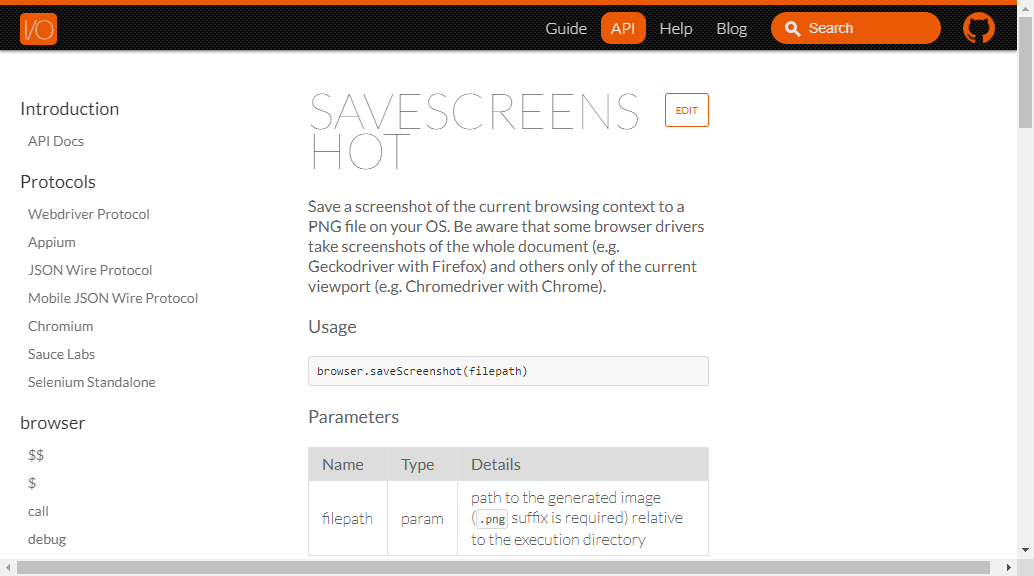 I/O
Guide
API
Help
Blog
Search
Introduction
API Docs
Protocols
Webdriver Protocol
Appium
JSON Wire Protocol
Mobile JSON Wire Protocol
Chromium
Sauce Labs
Selenium Standalone
browser
$$
$
call
debug
SAVESCREENS
HOT
EDIT
Save a screenshot of the current browsing context to a
PNG file on your OS. Be aware that some browser drivers
take screenshots of the whole document (e.g.
Geckodriver with Firefox) and others only of the current
viewport (e.g. Chromedriver with Chrome).
Usage
browser.saveScreenshot(filepath)
Parameters
Name Type Details
filepath param path to the generated image
(.png suffix is required) relative
to the execution directory